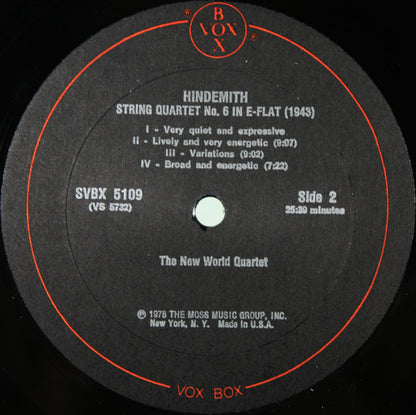 B
VOX
X
HINDEMITH
STRING QUARTET No. 6 IN E-FLAT (1943)
I - Very quiet and expressive
II - Lively and very energetic (9:07)
III - Variations (9:02)
IV - Broad and energetic (7:22)
SVBX 5109
(VS 5732)
Side 2
25:39 minutes
The New World Quartet
℗ 1978 THE MOSS MUSIC GROUP, INC.
New York, N. Y. Made in U.S.A.
VOX BOX